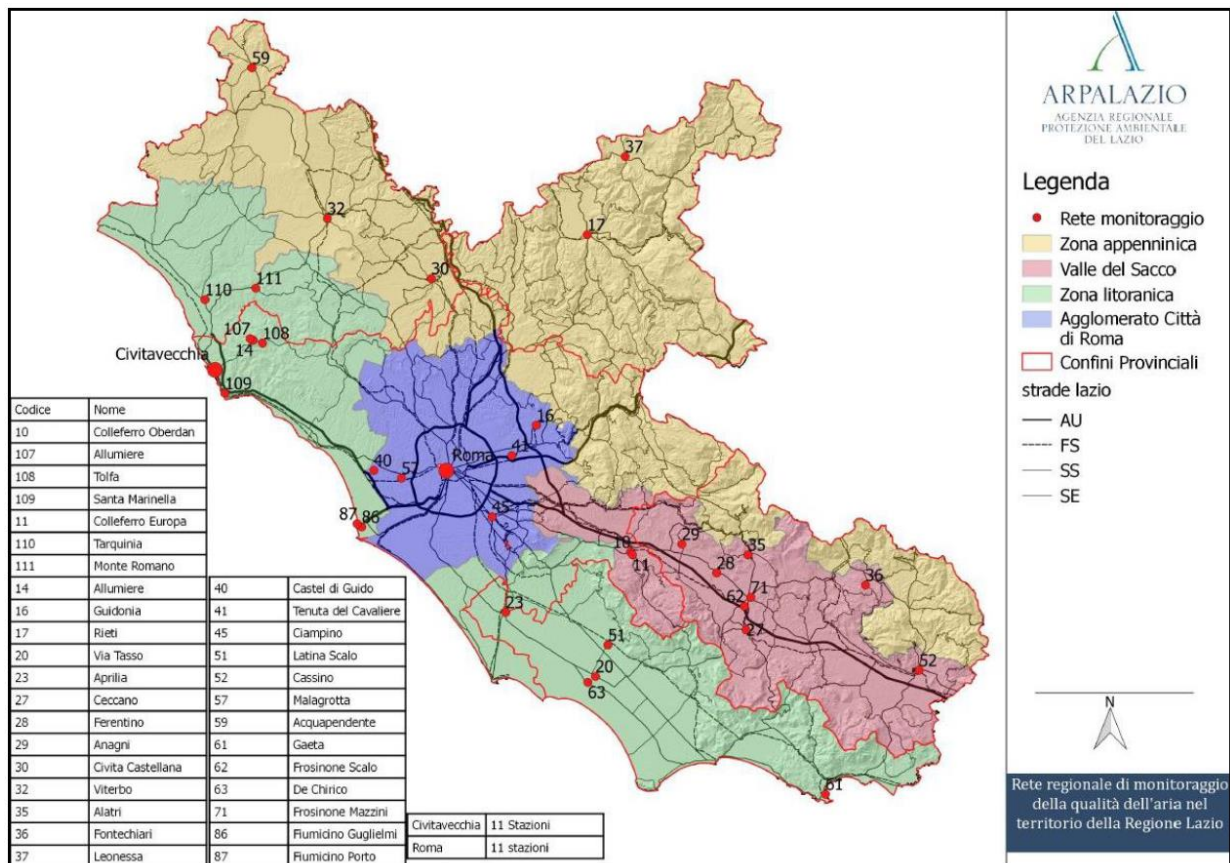 59
37
32
17
30
110
111
107
108
14
Civitavecchia
109
16
40
57
Roma
41
87
86
45
10
11
29
28
35
36
71
62
27
52
23
51
20
63
61
Codice Nome
10 Colleferro Oberdan
107 Allumiere
108 Tolfa
109 Santa Marinella
11 Colleferro Europa
110 Tarquinia
111 Monte Romano
14 Allumiere
16 Guidonia
17 Rieti
20 Via Tasso
23 Aprilia
27 Ceccano
28 Ferentino
29 Anagni
30 Civita Castellana
32 Viterbo
35 Alatri
36 Fontechiari
37 Leonessa
40 Castel di Guido
41 Tenuta del Cavaliere
45 Ciampino
51 Latina Scalo
52 Cassino
57 Malagrotta
59 Acquapendente
61 Gaeta
62 Frosinone Scalo
63 De Chirico
71 Frosinone Mazzini
86 Fiumicino Guglielmi
87 Fiumicino Porto
Civitavecchia 11 Stazioni
Roma 11 stazioni
ARPALAZIO
AGENZIA REGIONALE
PROTEZIONE AMBIENTALE
DEL LAZIO
Legenda
Rete monitoraggio
Zona appenninica
Valle del Sacco
Zona litoranica
Agglomerato Città
di Roma
Confini Provinciali
strade lazio
AU
FS
SS
SE
N
Rete regionale di monitoraggio
della qualità dell'aria nel
territorio della Regione Lazio